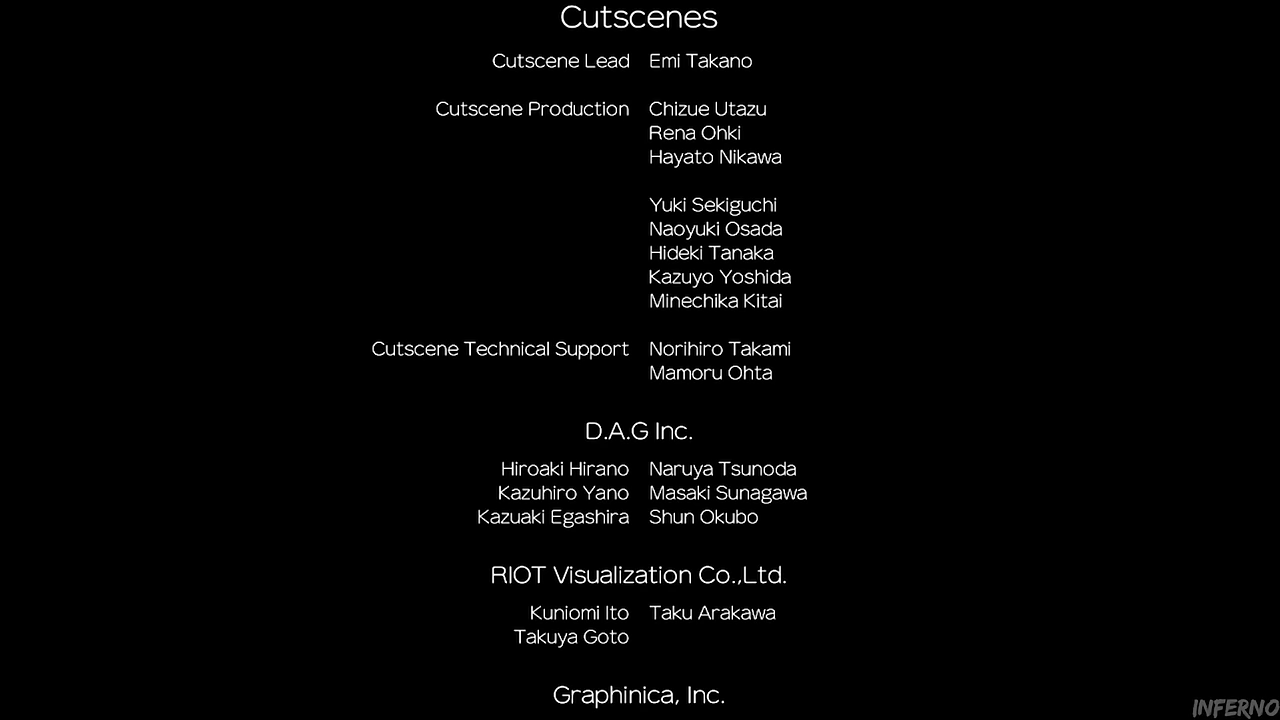 Cutscenes
Cutscene Lead Emi Takano
Cutscene Production Chizue Utazu
Rena Ohki
Hayato Nikawa
Yuki Sekiguchi
Naoyuki Osada
Hideki Tanaka
Kazuyo Yoshida
Minechika Kitai
Cutscene Technical Support Norihiro Takami
Mamoru Ohta
D.A.G Inc.
Hiroaki Hirano Naruya Tsunoda
Kazuhiro Yano Masaki Sunagawa
Kazuaki Egashira Shun Okubo
RIOT Visualization Co.,Ltd.
Kuniomi Ito Taku Arakawa
Takuya Goto
Graphinica, Inc.
INFERNO